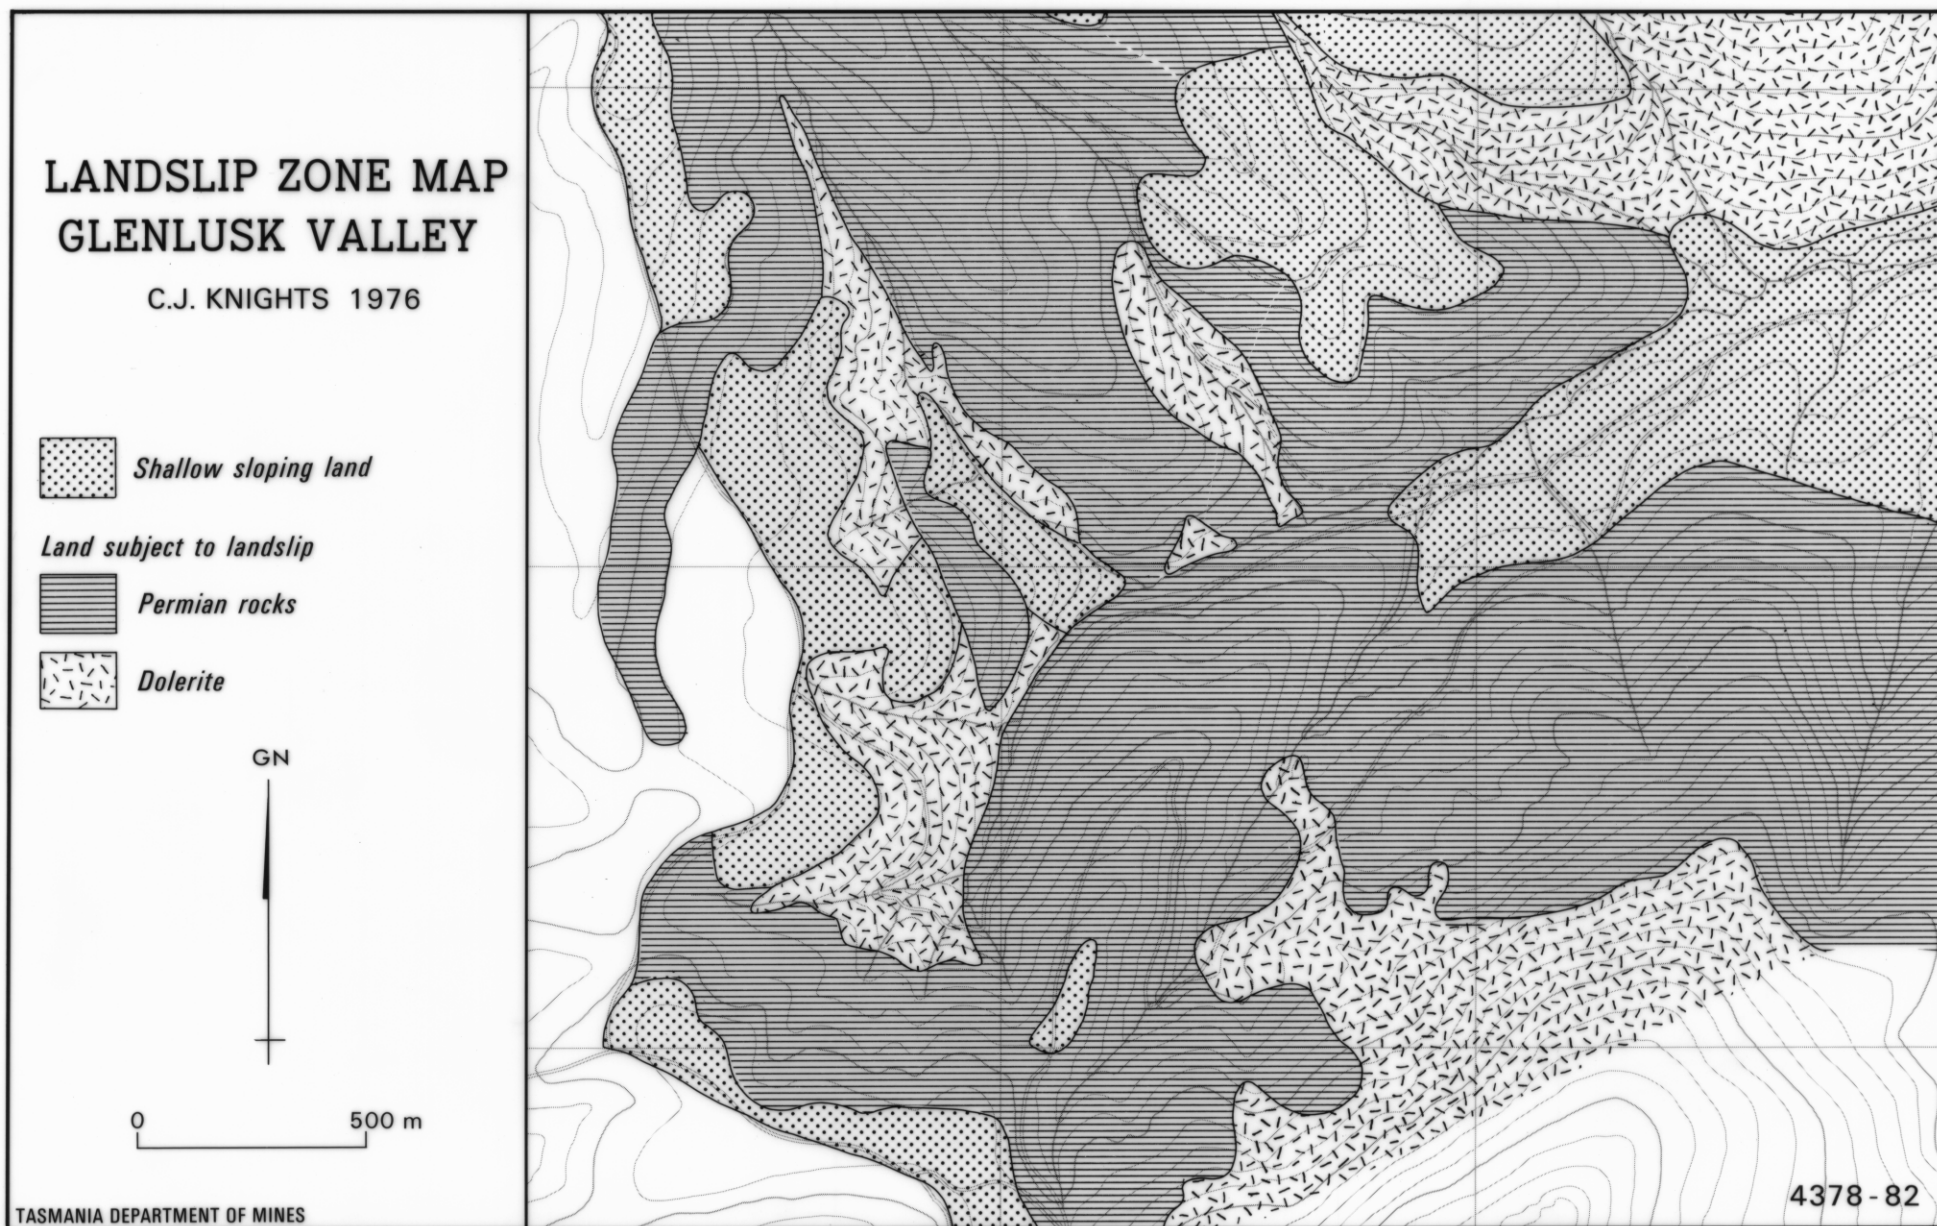 LANDSLIP ZONE MAP
GLENLUSK VALLEY
C.J. KNIGHTS 1976
Shallow sloping land
Land subject to landslip
Permian rocks
Dolerite
GN
0 500 m
TASMANIA DEPARTMENT OF MINES
4378-82